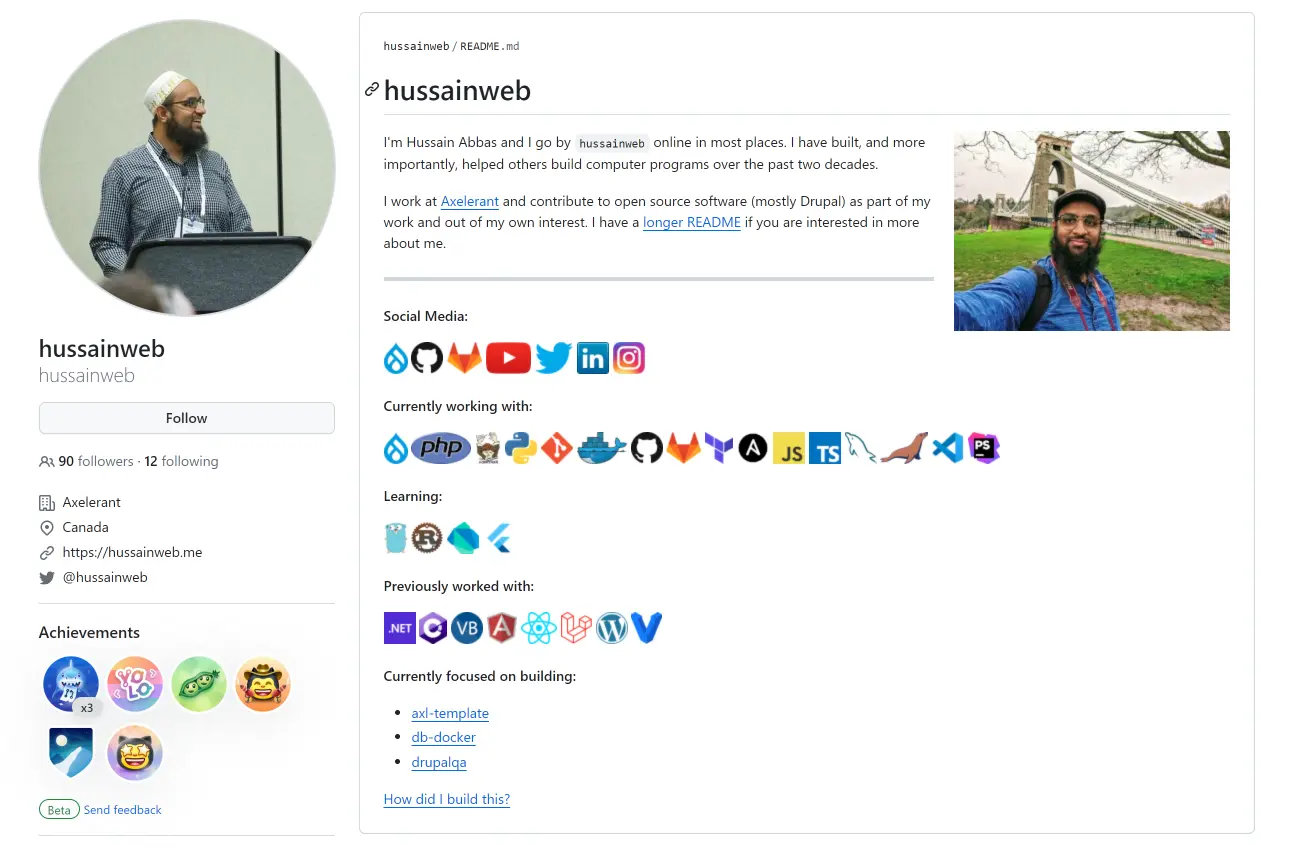 hussainweb
hussainweb
Follow
90 followers · 12 following
Axelerant
Canada
https://hussainweb.me
@hussainweb
Achievements
x3
YOLO
Beta Send feedback
hussainweb/README.md
hussainweb
I'm Hussain Abbas and I go by hussainweb online in most places. I have built, and more
importantly, helped others build computer programs over the past two decades.
I work at Axelerant and contribute to open source software (mostly Drupal) as part of my
work and out of my own interest. I have a longer README if you are interested in more
about me.
Social Media:
in
Currently working with:
php A JS TS PS
Learning:
R
Previously worked with:
.NET C VB A W V
Currently focused on building:
axl-template
db-docker
drupalqa
How did I build this?